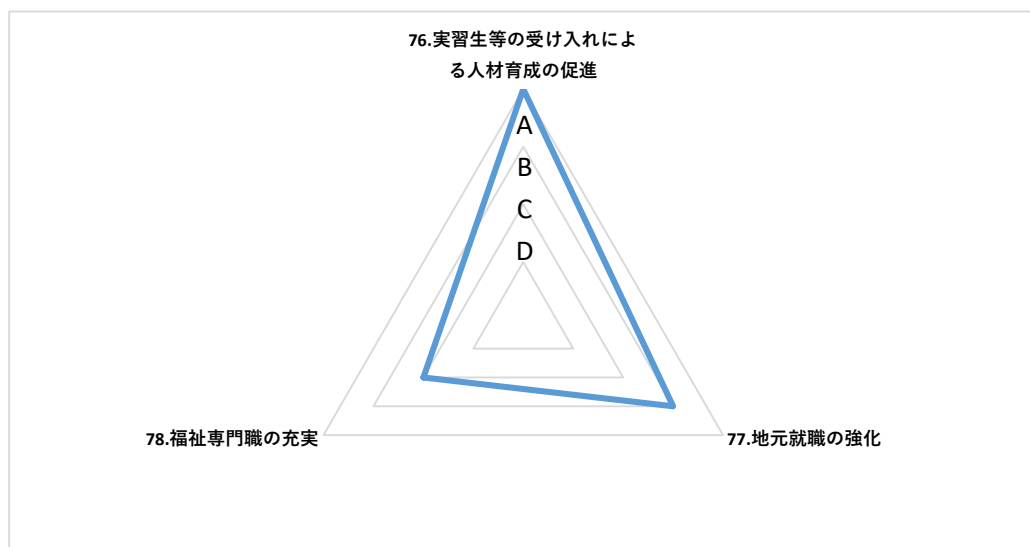 76.実習生等の受け入れによ
る人材育成の促進
A
B
C
D
78.福祉専門職の充実
77.地元就職の強化